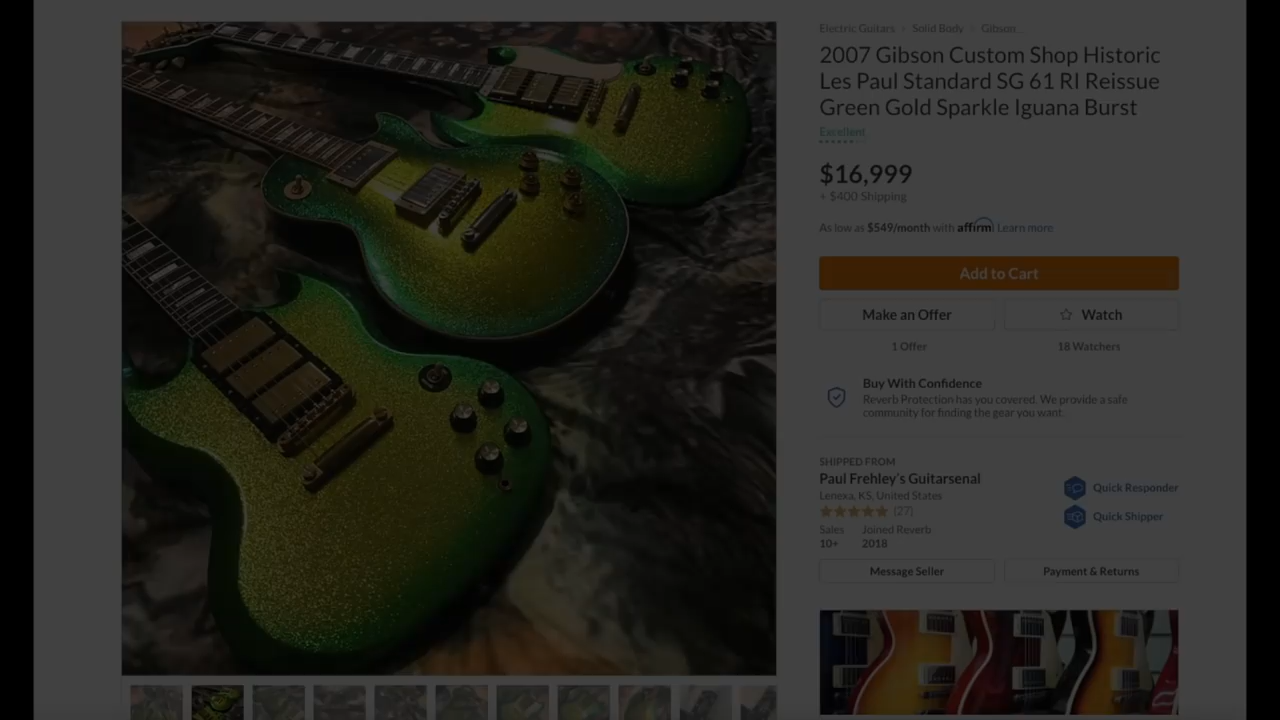 Electric Guitars
Solid Body
Gibson...
2007 Gibson Custom Shop Historic
Les Paul Standard SG 61 RI Reissue
Green Gold Sparkle Iguana Burst
Excellent
$16,999
+ $400 Shipping
As low as $549/month with affirm Learn more
Add to Cart
Make an Offer
Watch
1 Offer
18 Watchers
Buy With Confidence
Reverb Protection has you covered. We provide a safe
community for finding the gear you want.
SHIPPED FROM
Paul Frehley's Guitarsenal
Lenexa, KS, United States
(27)
Quick Responder
Quick Shipper
Sales
Joined Reverb
10+
2018
Message Seller
Payment & Returns